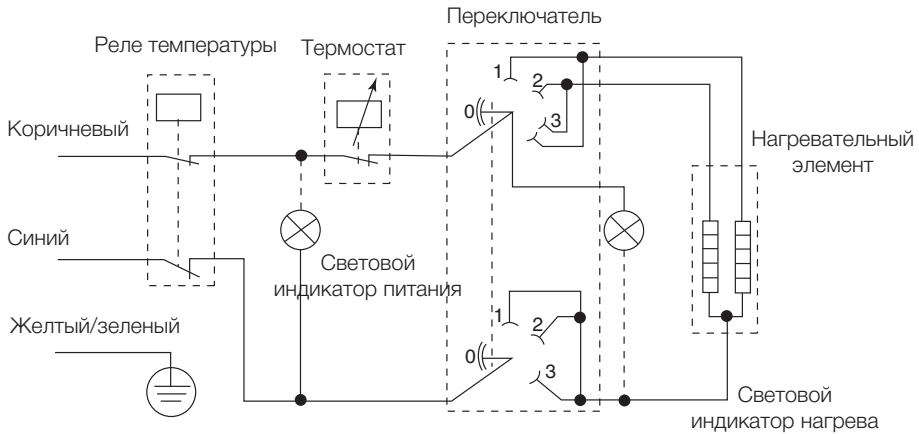 Переключатель
Реле температуры
Термостат
1
2
0
3
Коричневый
Нагревательный
элемент
Синий
Световой
индикатор питания
1
2
Желтый/зеленый
0
3
Световой
индикатор нагрева